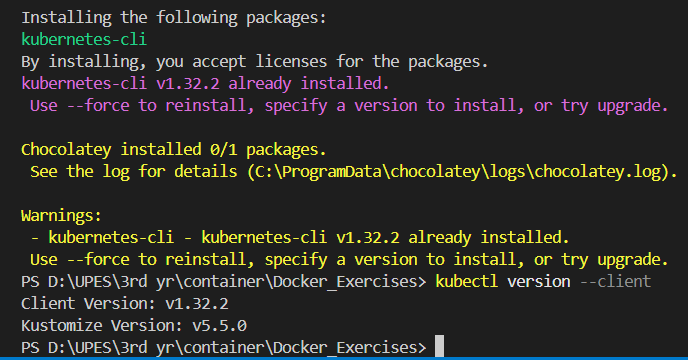 Installing the following packages:
kubernetes-cli
By installing, you accept licenses for the packages.
kubernetes-cli v1.32.2 already installed.
 Use --force to reinstall, specify a version to install, or try upgrade.

Chocolatey installed 0/1 packages.
 See the log for details (C:\ProgramData\chocolatey\logs\chocolatey.log).

Warnings:
 - kubernetes-cli - kubernetes-cli v1.32.2 already installed.
 Use --force to reinstall, specify a version to install, or try upgrade.
PS D:\UPES\3rd yr\container\Docker_Exercises> kubectl version --client
Client Version: v1.32.2
Kustomize Version: v5.5.0
PS D:\UPES\3rd yr\container\Docker_Exercises>